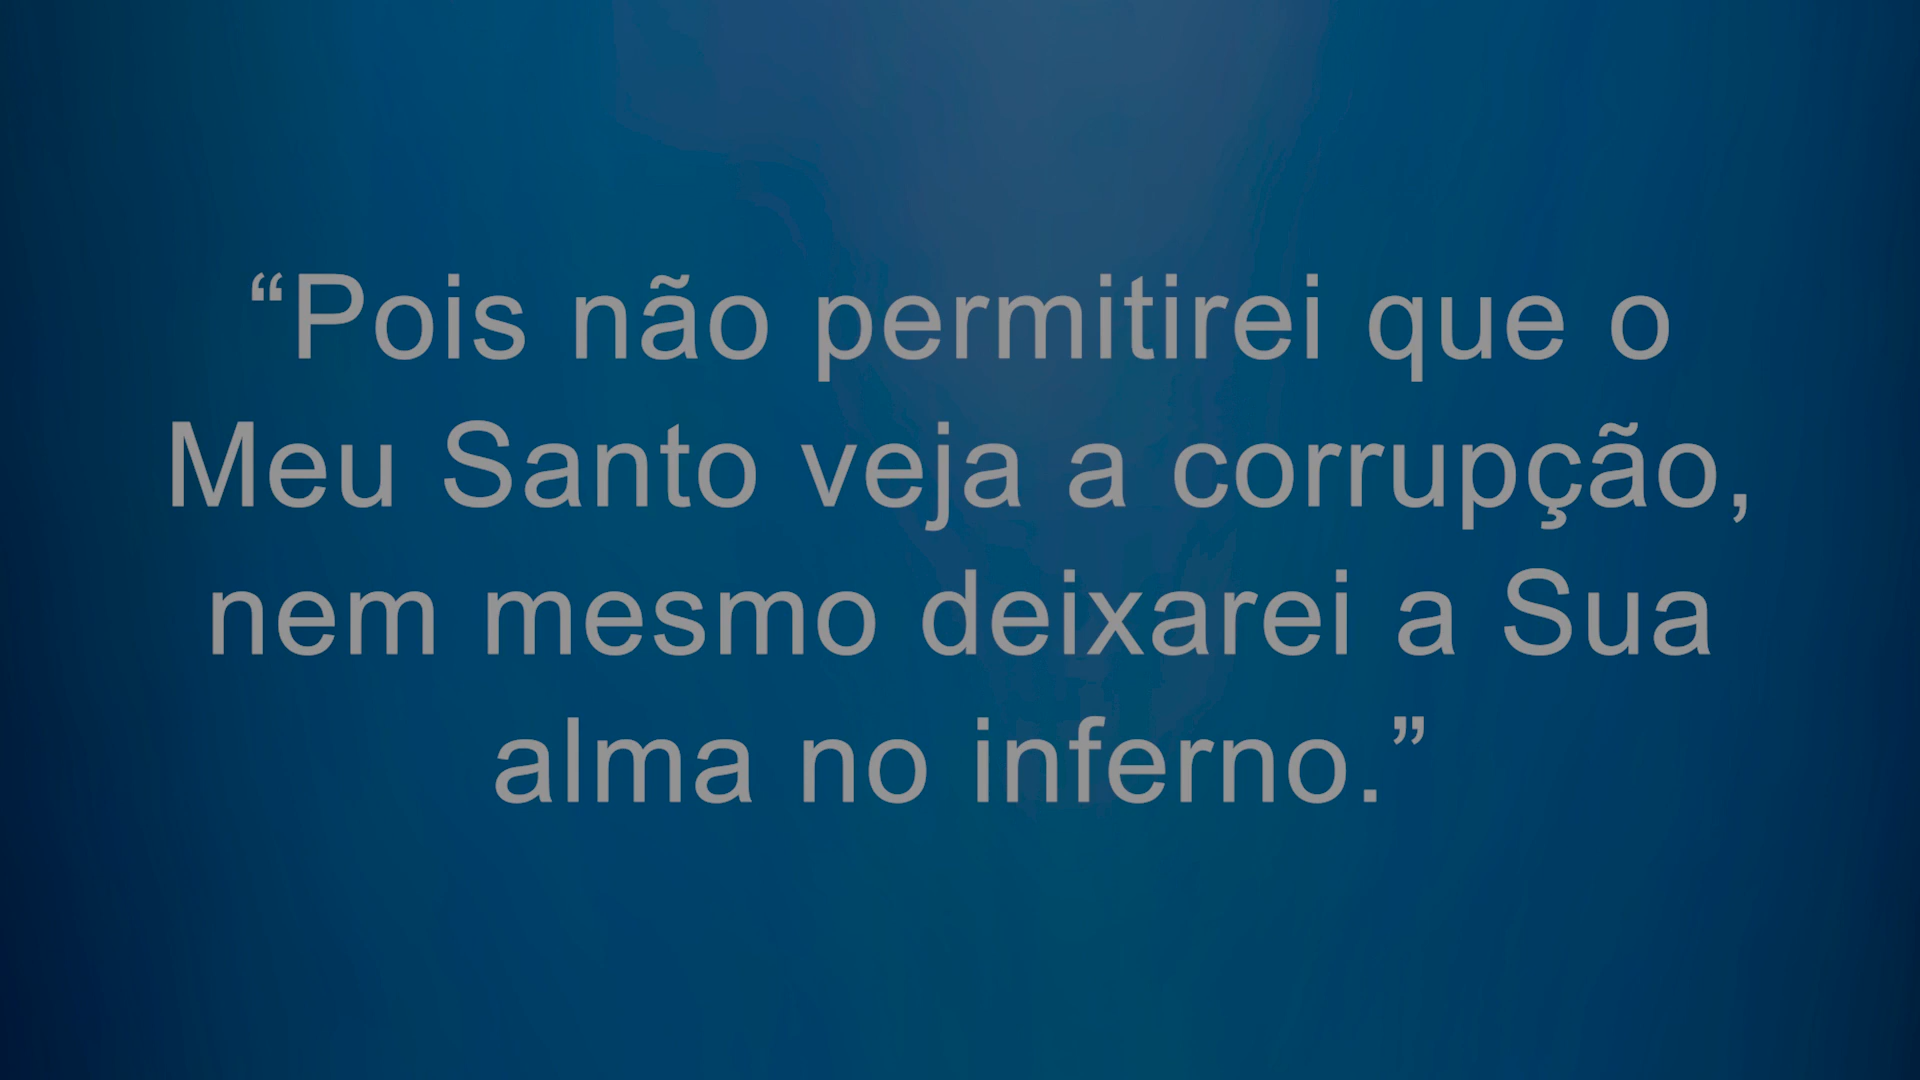 “Pois não permitirei que o
Meu Santo veja a corrupção,
nem mesmo deixarei a Sua
alma no inferno.”